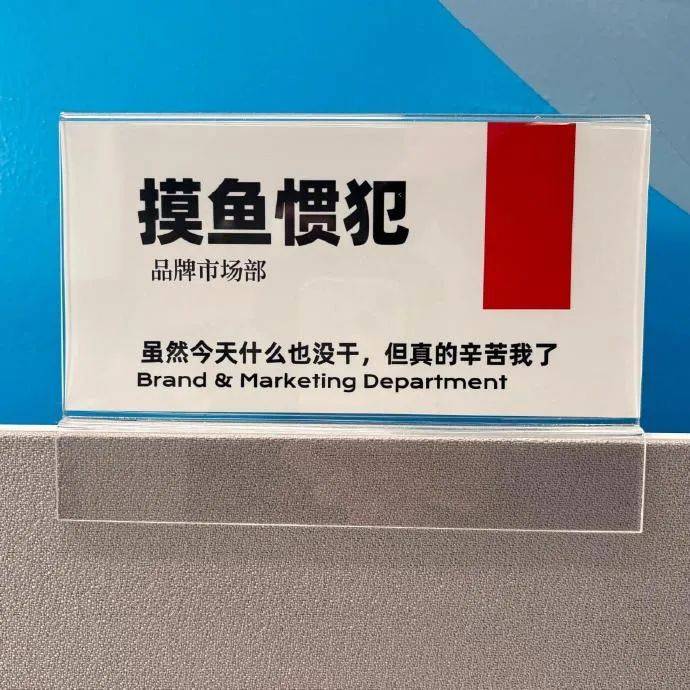 摸鱼惯犯
品牌市场部
虽然今天什么也没干，但真的辛苦我了
Brand & Marketing Department